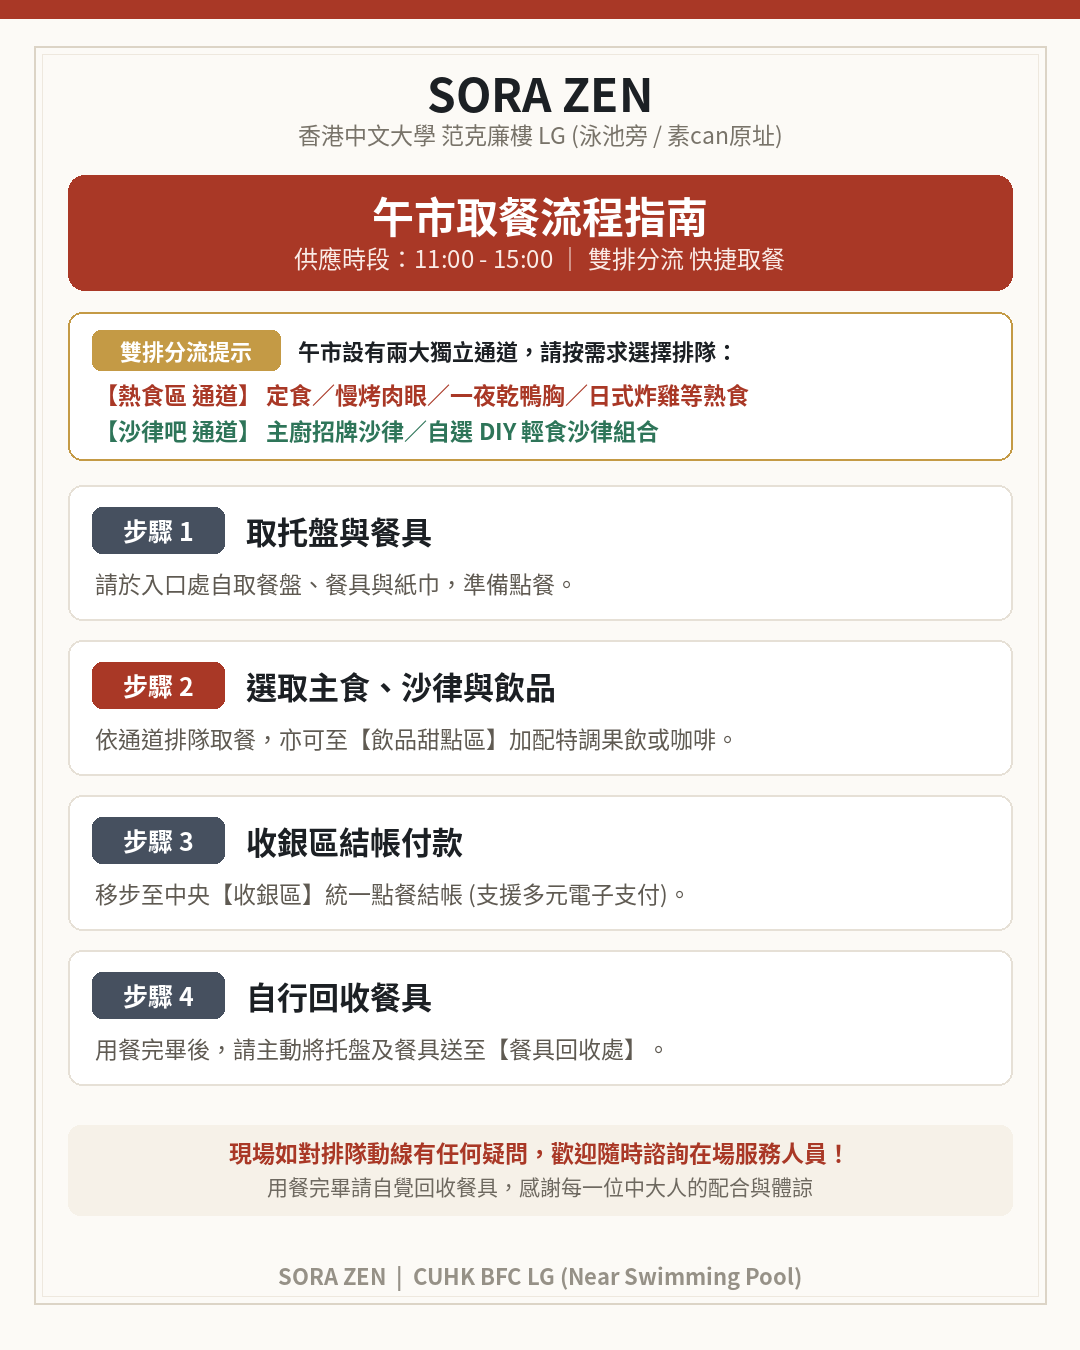 SORA ZEN
香港中文大學 范克廉樓 LG (泳池旁 / 素can原址)
午市取餐流程指南
供應時段：11:00 - 15:00 ｜ 雙排分流 快捷取餐
雙排分流提示 午市設有兩大獨立通道，請按需求選擇排隊：
【熱食區 通道】 定食／慢烤肉眼／一夜乾鴨胸／日式炸雞等熟食
【沙律吧 通道】 主廚招牌沙律／自選 DIY 輕食沙律組合
步驟 1 取托盤與餐具
請於入口處自取餐盤、餐具與紙巾，準備點餐。
步驟 2 選取主食、沙律與飲品
依通道排隊取餐，亦可至【飲品甜點區】加配特調果飲或咖啡。
步驟 3 收銀區結帳付款
移步至中央【收銀區】統一點餐結帳 (支援多元電子支付)。
步驟 4 自行回收餐具
用餐完畢後，請主動將托盤及餐具送至【餐具回收處】。
現場如對排隊動線有任何疑問，歡迎隨時諮詢在場服務人員！
用餐完畢請自覺回收餐具，感謝每一位中大人的配合與體諒
SORA ZEN | CUHK BFC LG (Near Swimming Pool)